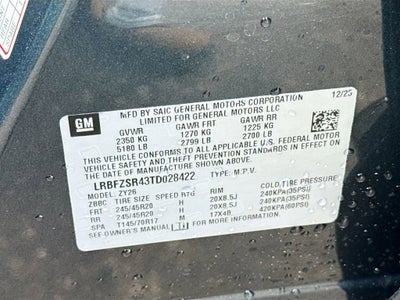 GM
MFD BY SAIC GENERAL MOTORS CORPORATION
LIMITED FOR GENERAL MOTORS LLC
12/25
GVWR GAWR FRT GAWR RR
2350 KG 1270 KG 1225 KG
5180 LB 2799 LB 2700 LB
THIS VEHICLE CONFORMS TO ALL APPLICABLE U.S. FEDERAL MOTOR
VEHICLE SAFETY AND THEFT PREVENTION STANDARDS IN EFFECT ON THE DATE OF
MANUFACTURE SHOWN ABOVE.
LRBFZSR43TD028422 TYPE: M.P.V.
MODEL: ZY26 COLD TIRE PRESSURE
ZBBC TIRE SIZE SPEED RTG RIM 240KPA(35PSI)
FRT 245/45R20 H 20X8.5J 240KPA(35PSI)
RR 245/45R20 H 20X8.5J 420KPA(60PSI)
SPA T145/70R17 M 17X4B
SEE OWNER'S MANUAL